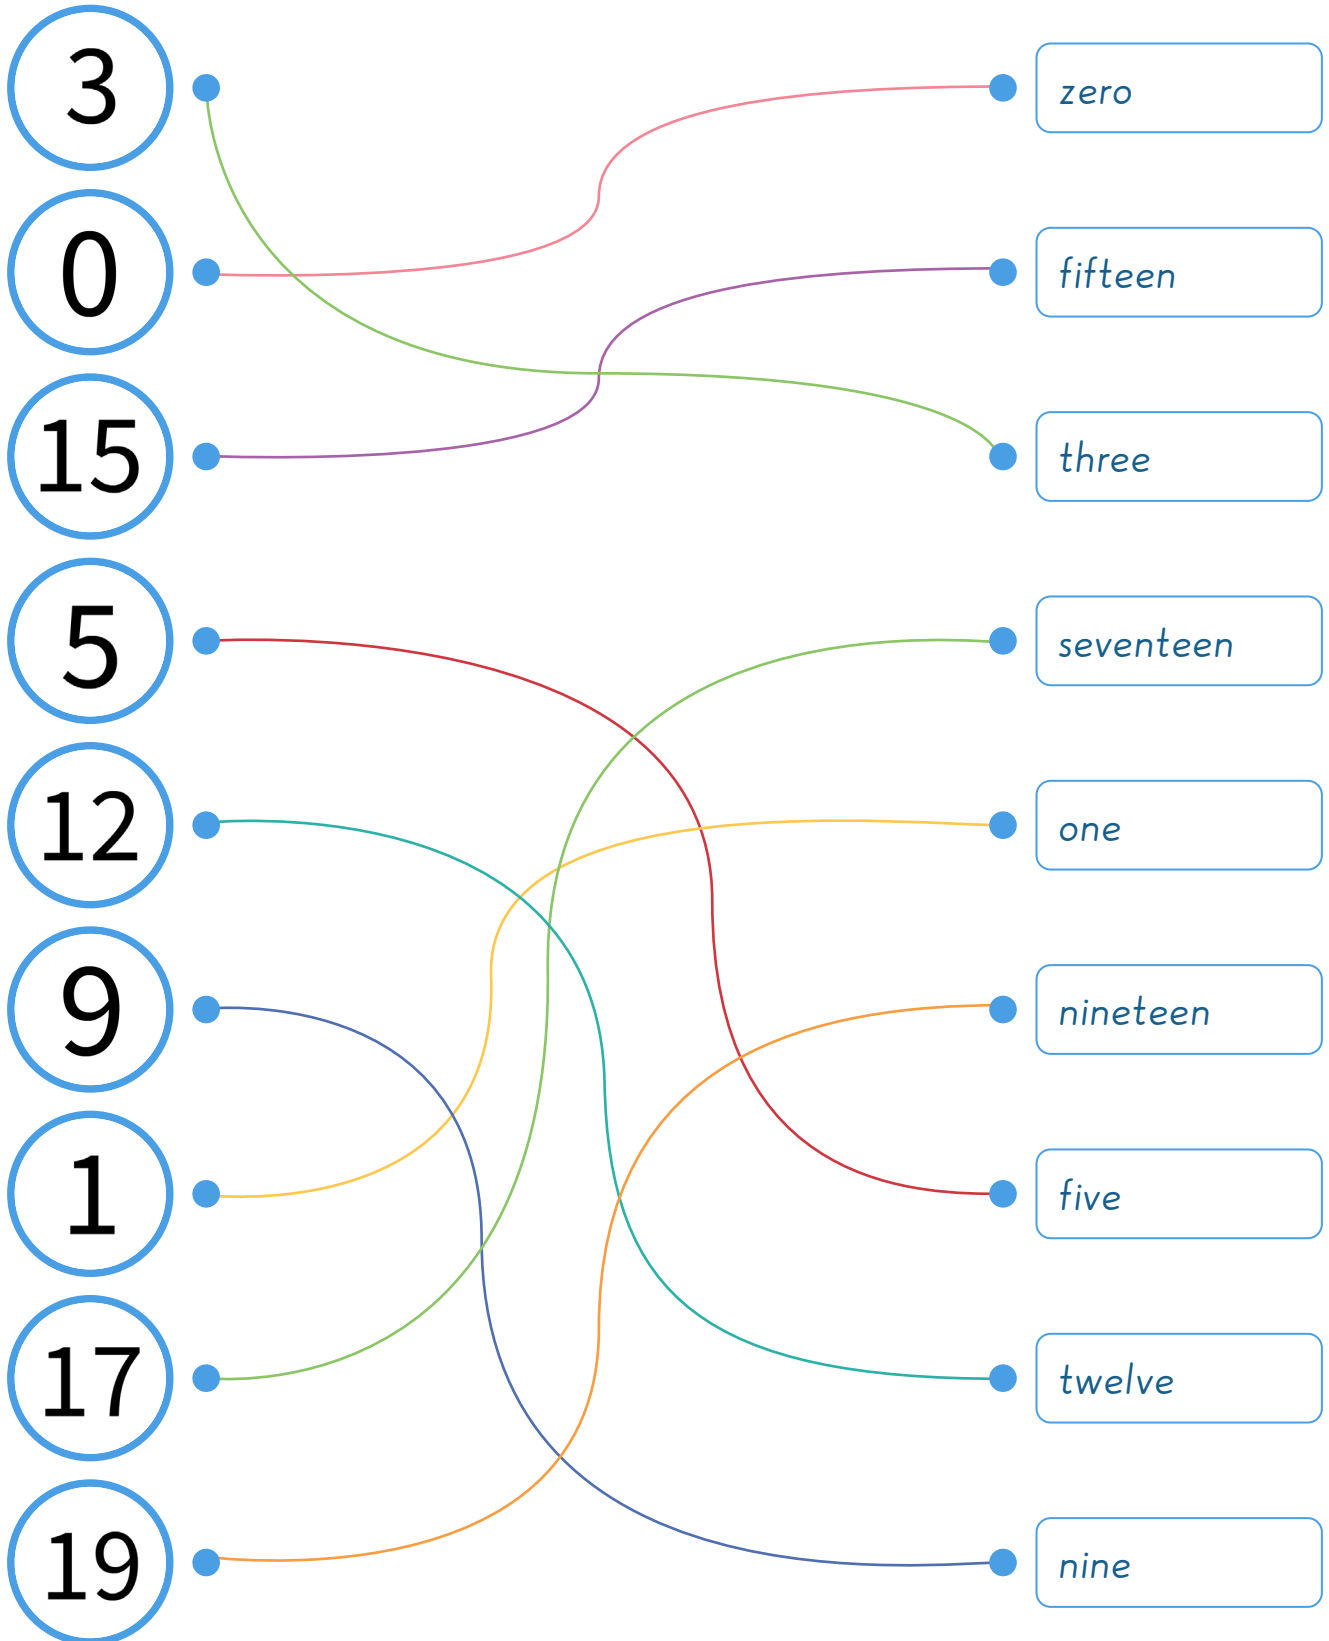 3
zero
0
fifteen
15
three
5
seventeen
12
one
9
nineteen
1
five
17
twelve
19
nine